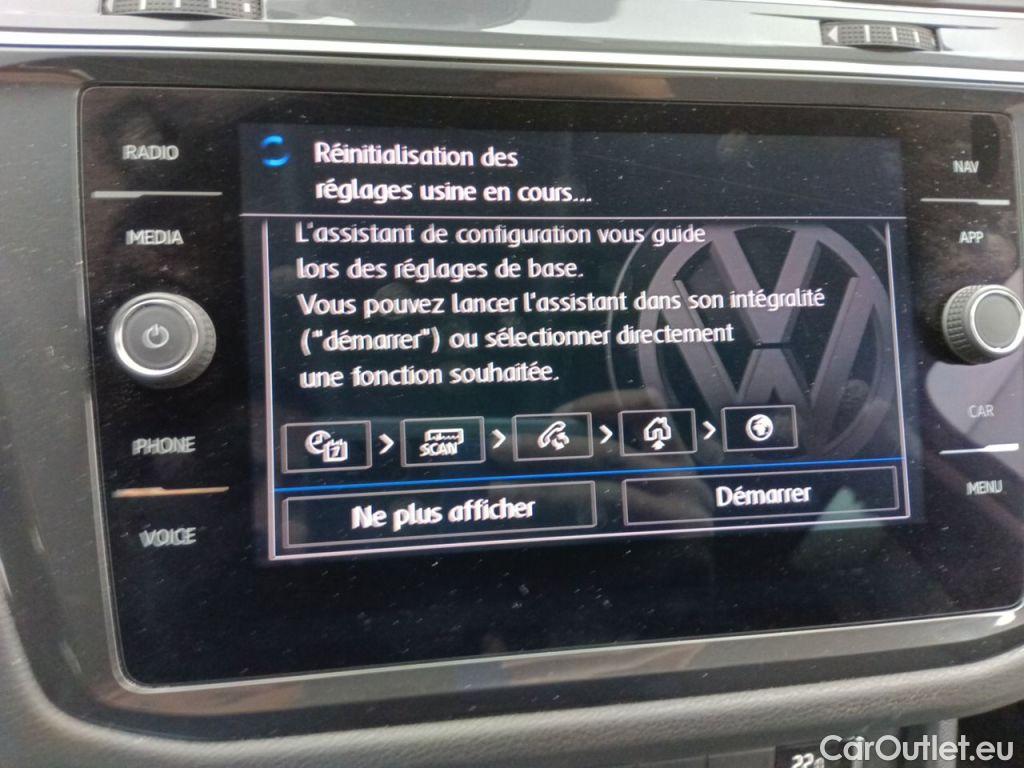 RADIO
MEDIA
PHONE
VOICE
Réinitialisation des
réglages usine en cours...
L'assistant de configuration vous guide
lors des réglages de base.
Vous pouvez lancer l'assistant dans son intégralité
("démarrer") ou sélectionner directement
une fonction souhaitée.
7 > SCAN > > >
Ne plus afficher
Démarrer
NAV
APP
CAR
MENU
CarOutlet.eu